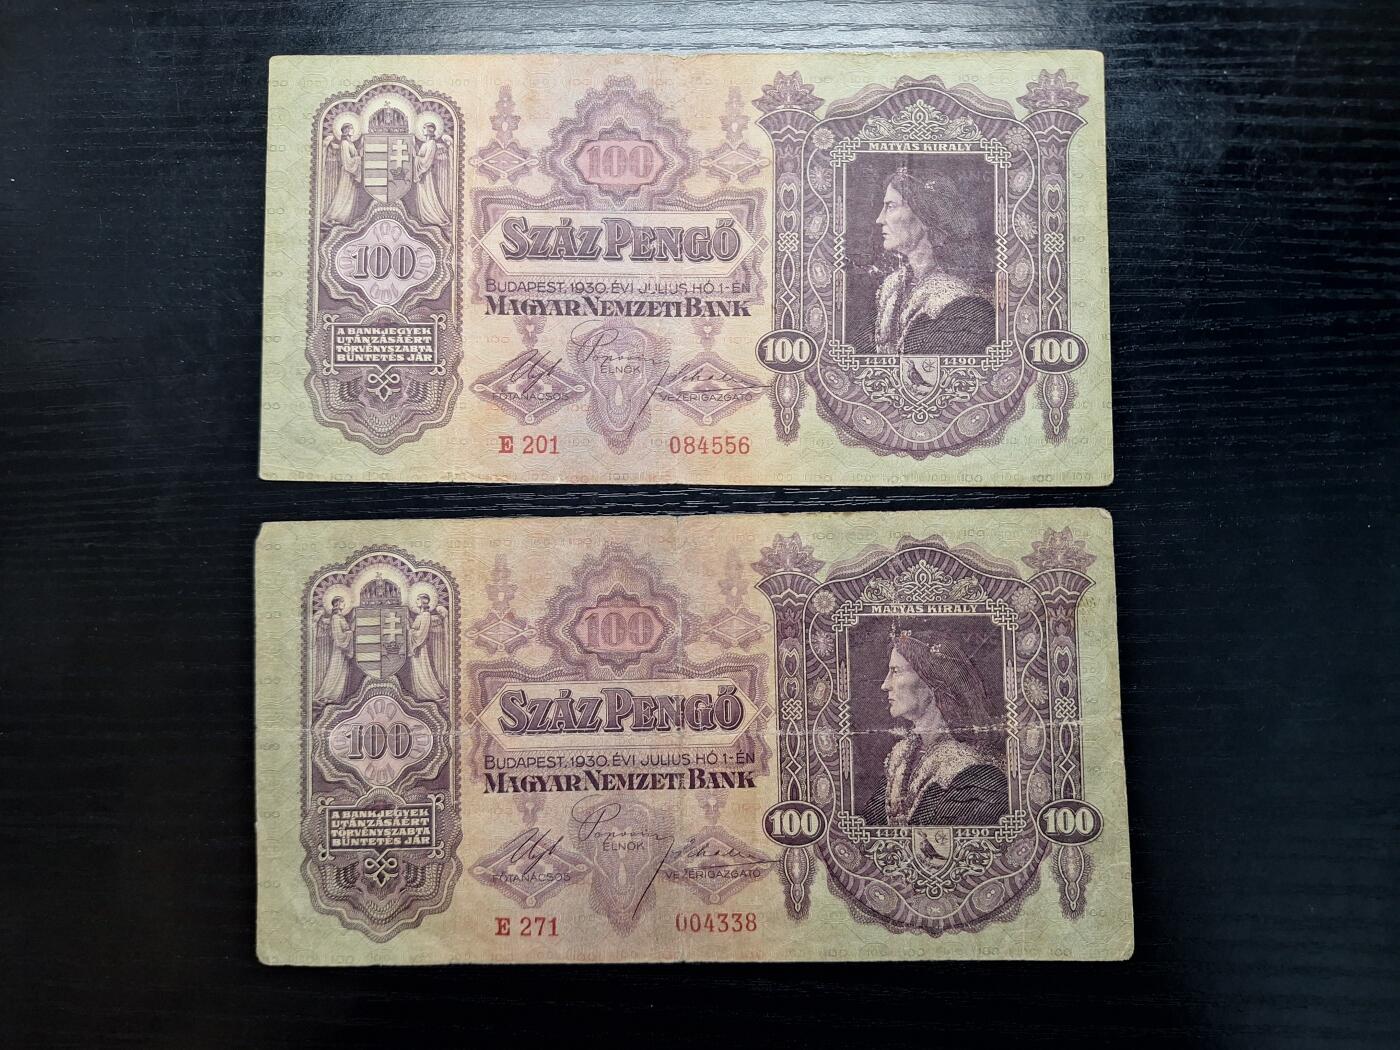 100
SZÁZ PENGŐ
BUDAPEST, 1930. ÉVI JULIUS HÓ 1-ÉN
MAGYAR NEMZETI BANK
100
A BANKJEGYEK
UTÁNZÁSÁÉRT
TÖRVÉNYSZABTA
BÜNTETÉS JÁR
ELNÖK
FŐTANÁCSOS
VEZÉRIGAZGATÓ
E 201
084556
MÁTYÁS KIRÁLY
100
100
1440 1490
100
SZÁZ PENGŐ
BUDAPEST, 1930. ÉVI JULIUS HÓ 1-ÉN
MAGYAR NEMZETI BANK
100
A BANKJEGYEK
UTÁNZÁSÁÉRT
TÖRVÉNYSZABTA
BÜNTETÉS JÁR
ELNÖK
FŐTANÁCSOS
VEZÉRIGAZGATÓ
E 271
004338
MÁTYÁS KIRÁLY
100
100
1440 1490